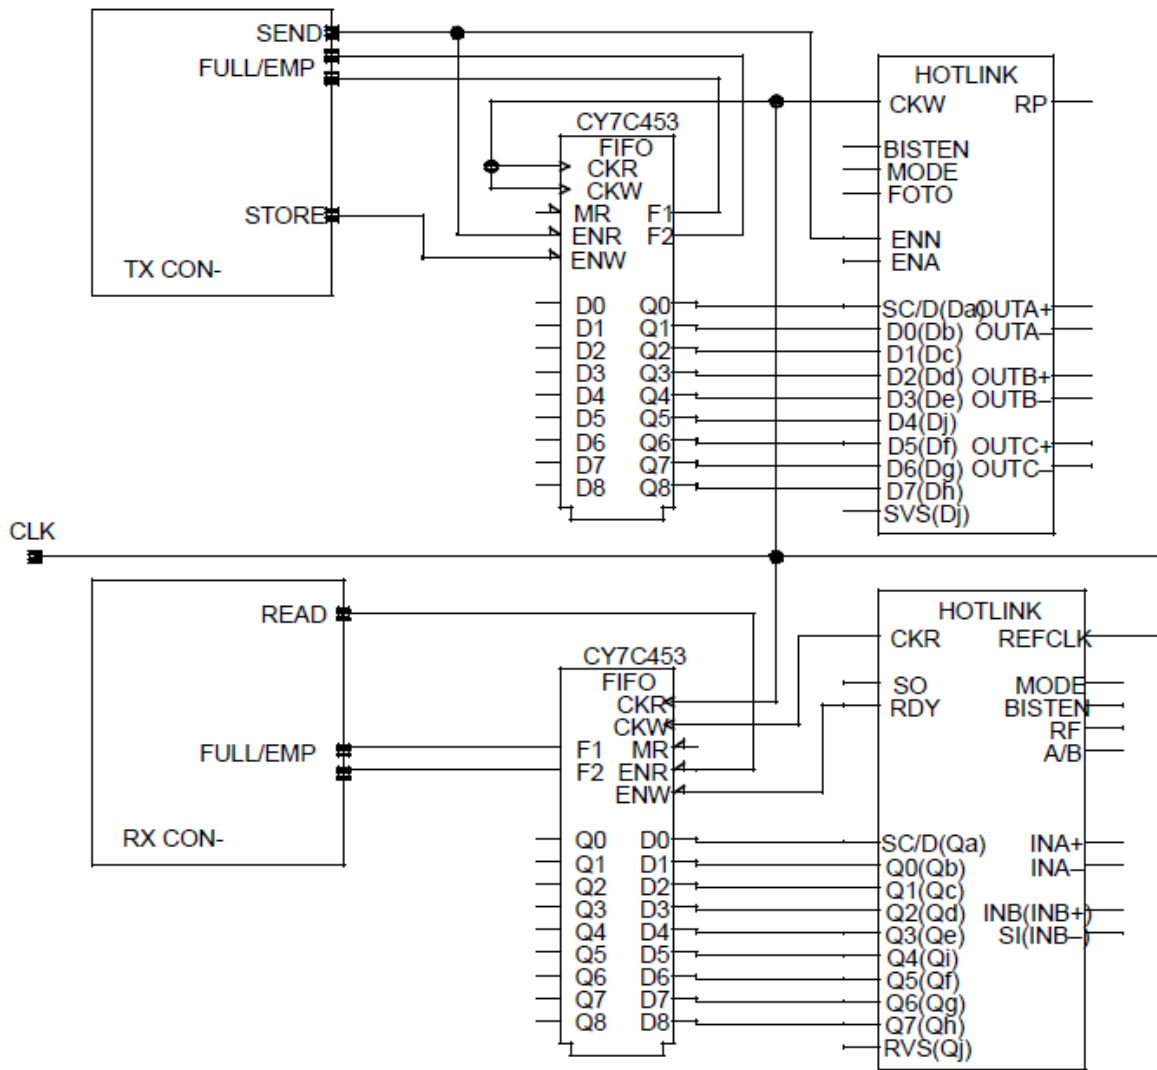 SEND
FULL/EMP
STORE
TX CON-
CY7C453
FIFO
CKR
CKW
MR F1
ENR F2
ENW
D0 Q0
D1 Q1
D2 Q2
D3 Q3
D4 Q4
D5 Q5
D6 Q6
D7 Q7
D8 Q8
HOTLINK
CKW RP
BISTEN
MODE
FOTO
ENN
ENA
SC/D(Da) OUTA+
D0(Db) OUTA–
D1(Dc)
D2(Dd) OUTB+
D3(De) OUTB–
D4(Dj)
D5(Df) OUTC+
D6(Dg) OUTC–
D7(Dh)
SVS(Dj)
CLK
READ
FULL/EMP
RX CON-
CY7C453
FIFO
CKR
CKW
F1 MR
F2 ENR
ENW
Q0 D0
Q1 D1
Q2 D2
Q3 D3
Q4 D4
Q5 D5
Q6 D6
Q7 D7
Q8 D8
HOTLINK
CKR REFCLK
SO MODE
RDY BISTEN
RF
A/B
SC/D(Qa) INA+
Q0(Qb) INA–
Q1(Qc)
Q2(Qd) INB(INB+)
Q3(Qe) SI(INB–)
Q4(Qi)
Q5(Qf)
Q6(Qg)
Q7(Qh)
RVS(Qj)